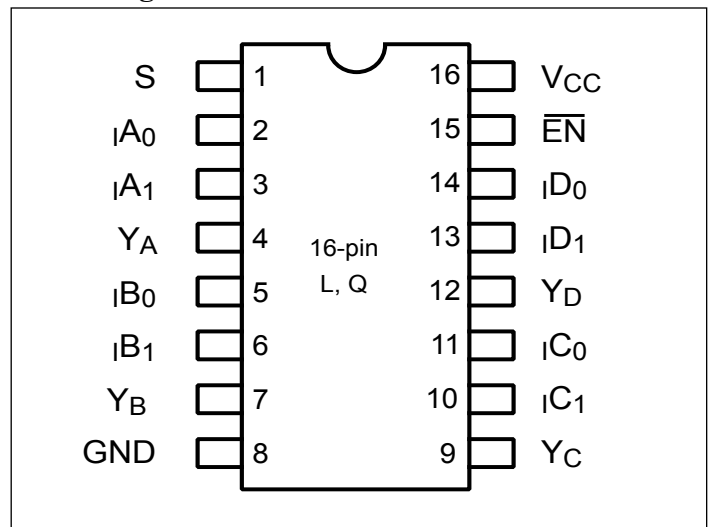 S 1 16 VCC
IA0 2 15 EN
IA1 3 14 ID0
YA 4 13 ID1
16-pin
L, Q
IB0 5 12 YD
IB1 6 11 IC0
YB 7 10 IC1
GND 8 9 YC